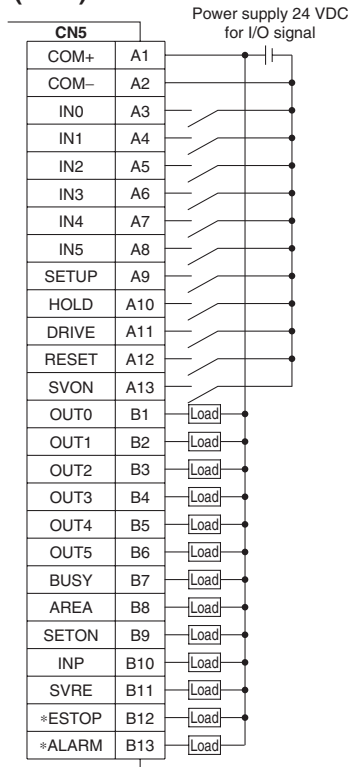 Power supply 24 VDC
for I/O signal
CN5
COM+ A1
COM− A2
IN0 A3
IN1 A4
IN2 A5
IN3 A6
IN4 A7
IN5 A8
SETUP A9
HOLD A10
DRIVE A11
RESET A12
SVON A13
OUT0 B1 Load
OUT1 B2 Load
OUT2 B3 Load
OUT3 B4 Load
OUT4 B5 Load
OUT5 B6 Load
BUSY B7 Load
AREA B8 Load
SETON B9 Load
INP B10 Load
SVRE B11 Load
∗ESTOP B12 Load
∗ALARM B13 Load